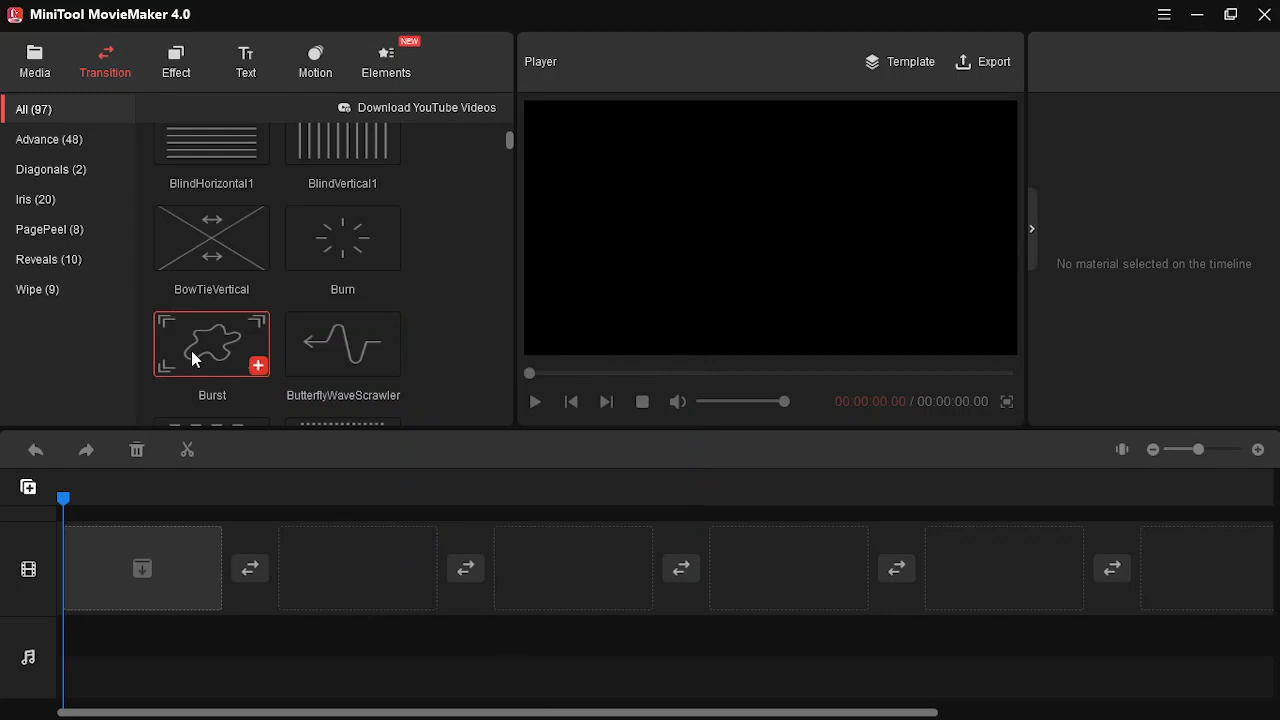 MiniTool MovieMaker 4.0
Media
Transition
Effect
Text
Motion
NEW
Elements
Player
Template
Export
All (97)
Download YouTube Videos
Advance (48)
Diagonals (2)
Iris (20)
PagePeel (8)
Reveals (10)
Wipe (9)
BlindHorizontal1
BlindVertical1
BowTieVertical
Burn
Burst
ButterflyWaveScrawler
No material selected on the timeline
00:00:00.00 / 00:00:00.00